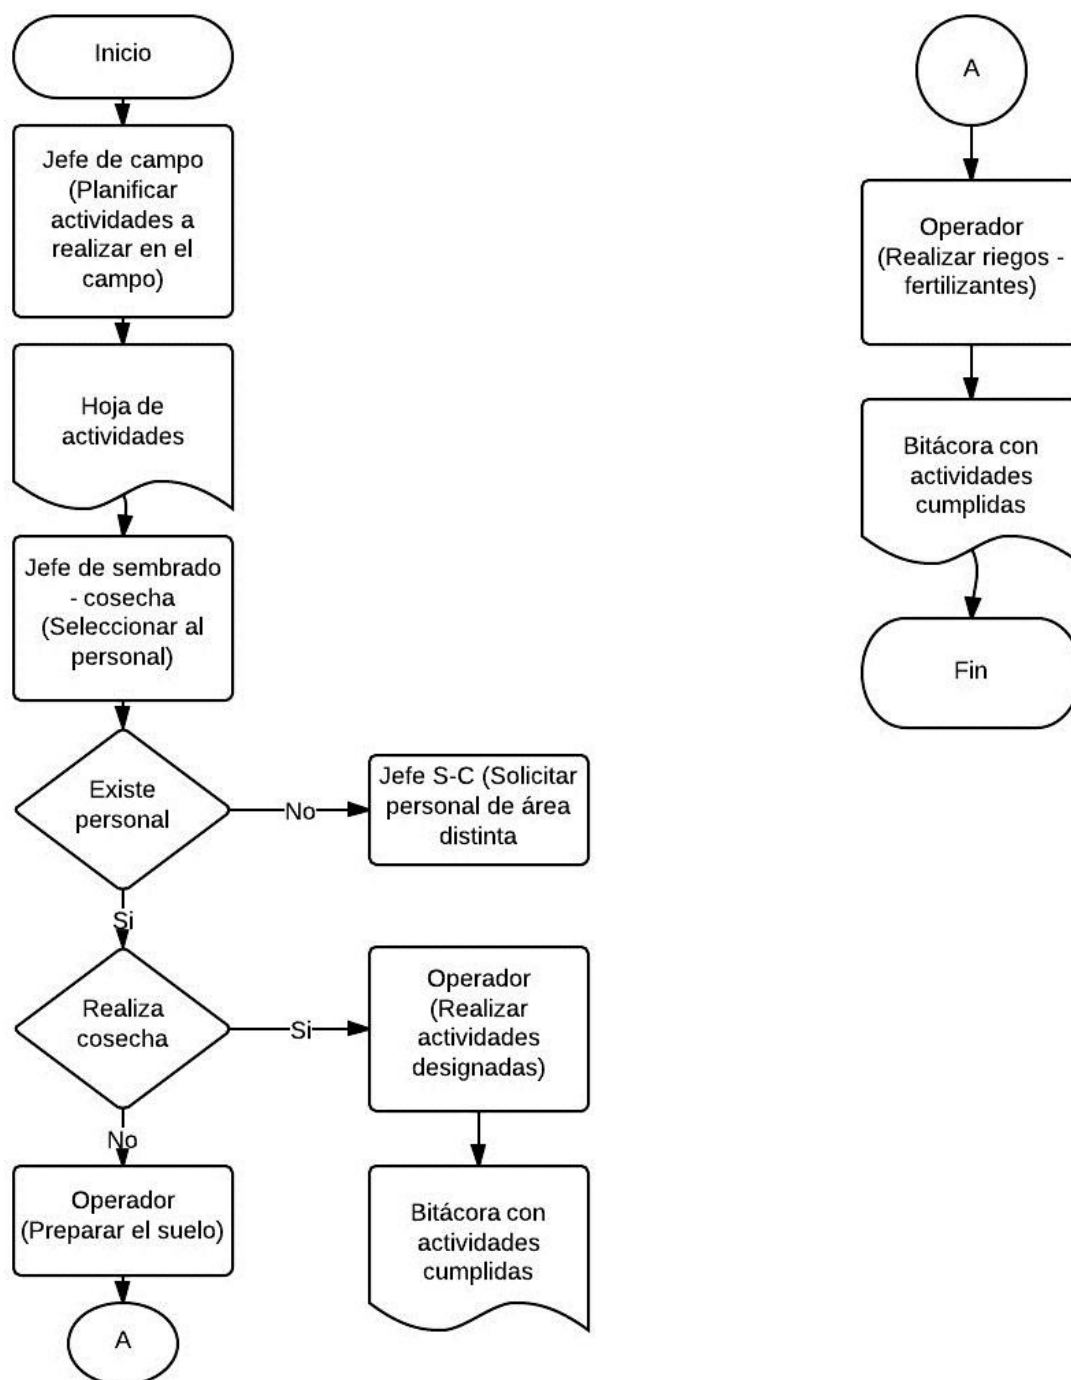 Inicio
Jefe de campo
(Planificar
actividades a
realizar en el
campo)
Hoja de
actividades
Jefe de sembrado
- cosecha
(Seleccionar al
personal)
Existe
personal
No
Jefe S-C (Solicitar
personal de área
distinta
Si
Realiza
cosecha
Si
Operador
(Realizar
actividades
designadas)
No
Operador
(Preparar el suelo)
Bitácora con
actividades
cumplidas
A
A
Operador
(Realizar riegos -
fertilizantes)
Bitácora con
actividades
cumplidas
Fin